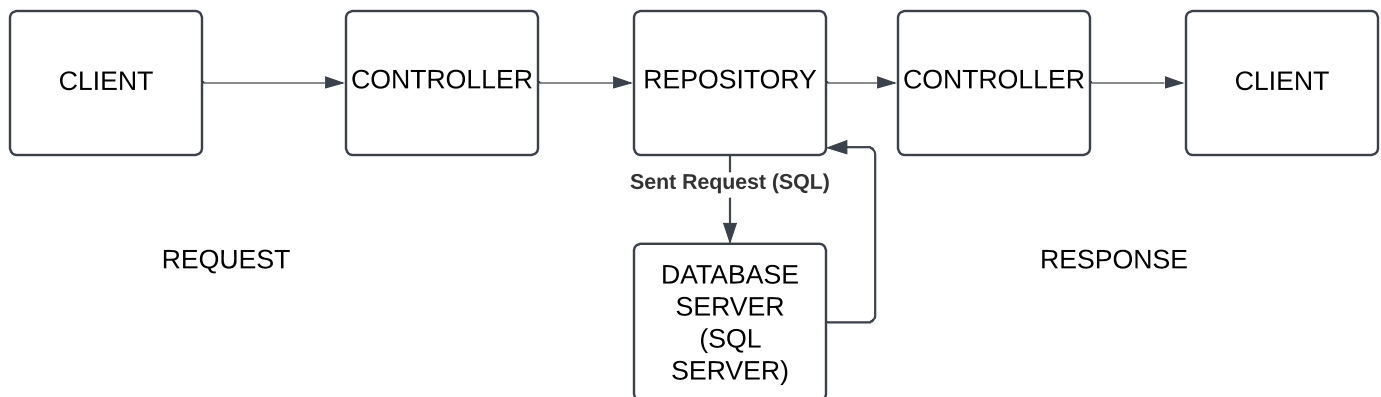 CLIENT
CONTROLLER
REPOSITORY
CONTROLLER
CLIENT
Sent Request (SQL)
REQUEST
RESPONSE
DATABASE
SERVER
(SQL
SERVER)